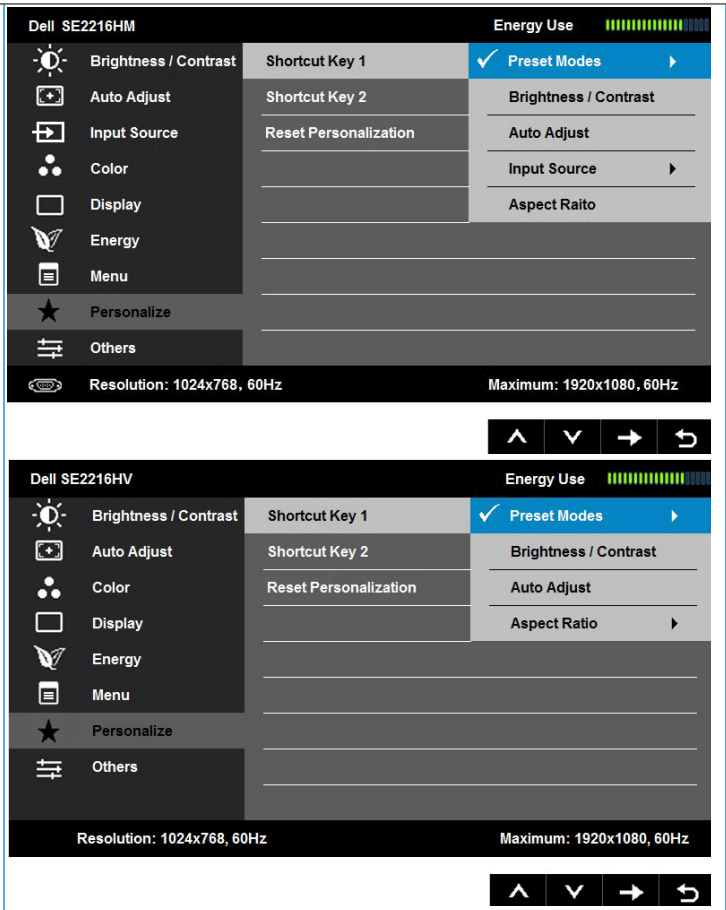 Dell SE2216HM Energy Use
Brightness / Contrast Shortcut Key 1 Preset Modes
Auto Adjust Shortcut Key 2 Brightness / Contrast
Input Source Reset Personalization Auto Adjust
Color Input Source
Display Aspect Raito
Energy
Menu
Personalize
Others
Resolution: 1024x768, 60Hz Maximum: 1920x1080, 60Hz
Dell SE2216HV Energy Use
Brightness / Contrast Shortcut Key 1 Preset Modes
Auto Adjust Shortcut Key 2 Brightness / Contrast
Color Reset Personalization Auto Adjust
Display Aspect Ratio
Energy
Menu
Personalize
Others
Resolution: 1024x768, 60Hz Maximum: 1920x1080, 60Hz